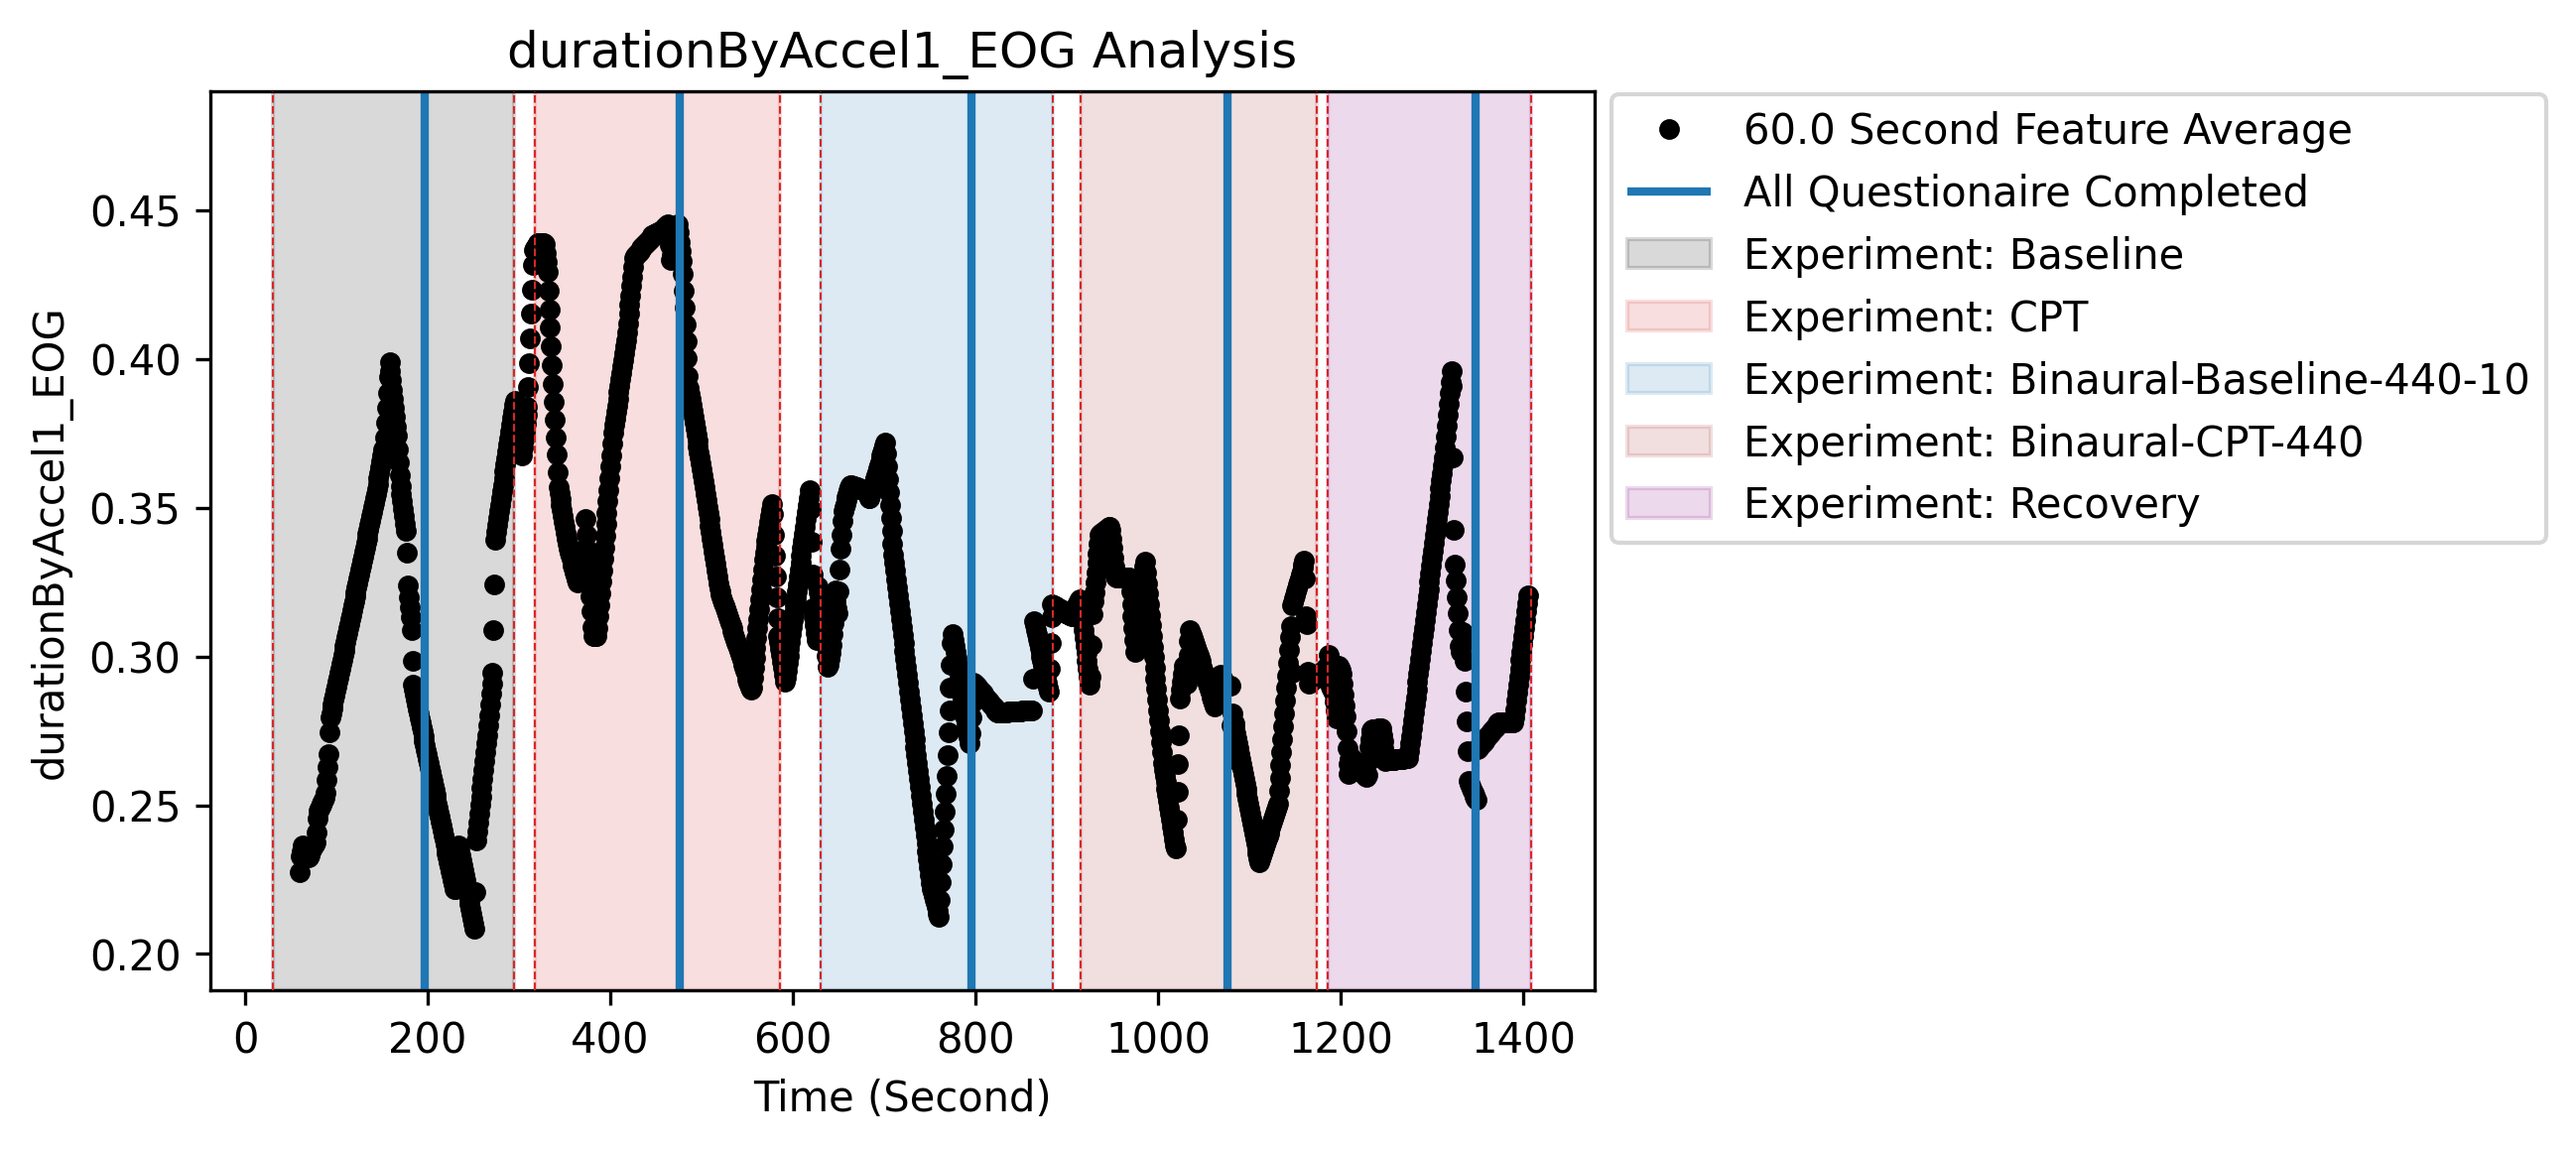 durationByAccel1_EOG Analysis
durationByAccel1_EOG
0.45
0.40
0.35
0.30
0.25
0.20
0 200 400 600 800 1000 1200 1400
Time (Second)
60.0 Second Feature Average
All Questionaire Completed
Experiment: Baseline
Experiment: CPT
Experiment: Binaural-Baseline-440-10
Experiment: Binaural-CPT-440
Experiment: Recovery